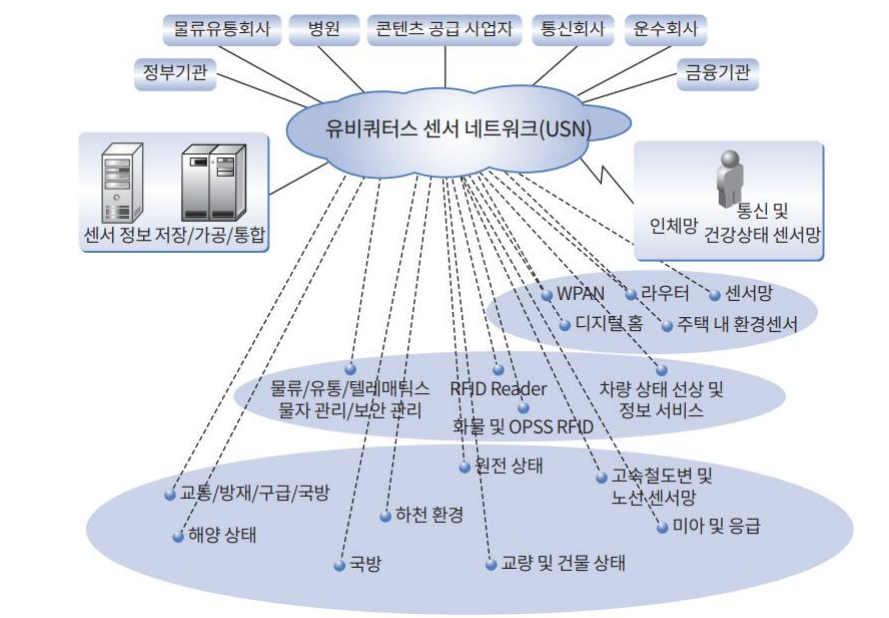 물류유통회사
병원
콘텐츠 공급 사업자
통신회사
운수회사
정부기관
금융기관
유비쿼터스 센서 네트워크(USN)
센서 정보 저장/가공/통합
인체망
통신 및
건강상태 센서망
WPAN
라우터
센서망
디지털 홈
주택 내 환경센서
물류/유통/텔레매틱스
물자 관리/보안 관리
RFID Reader
화물 및 OPSS RFID
차량 상태 선상 및
정보 서비스
원전 상태
고속철도변 및
노선 센서망
교통/방재/구급/국방
하천 환경
미아 및 응급
해양 상태
국방
교량 및 건물 상태